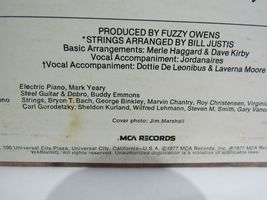 PRODUCED BY FUZZY OWENS
*STRINGS ARRANGED BY BILL JUSTIS
Basic Arrangements: Merle Haggard & Dave Kirby
Vocal Accompaniment: Jordanaires
†Vocal Accompaniment: Dottie De Leonibus & Laverna Moore
Electric Piano, Mark Yeary
Steel Guitar & Dobro, Buddy Emmons
Strings, Bryon T. Bach, George Binkley, Marvin Chantry, Roy Christensen, Virginia
Carl Gorodetzky, Sheldon Kurland, Wilfred Lehmann, Steven M. Smith, Gary Vano
Cover photo: Jim Marshall
MCA RECORDS
100 Universal City Plaza, Universal City, California — U.S.A. ©1977 MCA Records, Inc. ℗1977 MCA Records, Inc.
WARNING: All rights reserved. Unauthorized duplication is a violation of applicable laws.